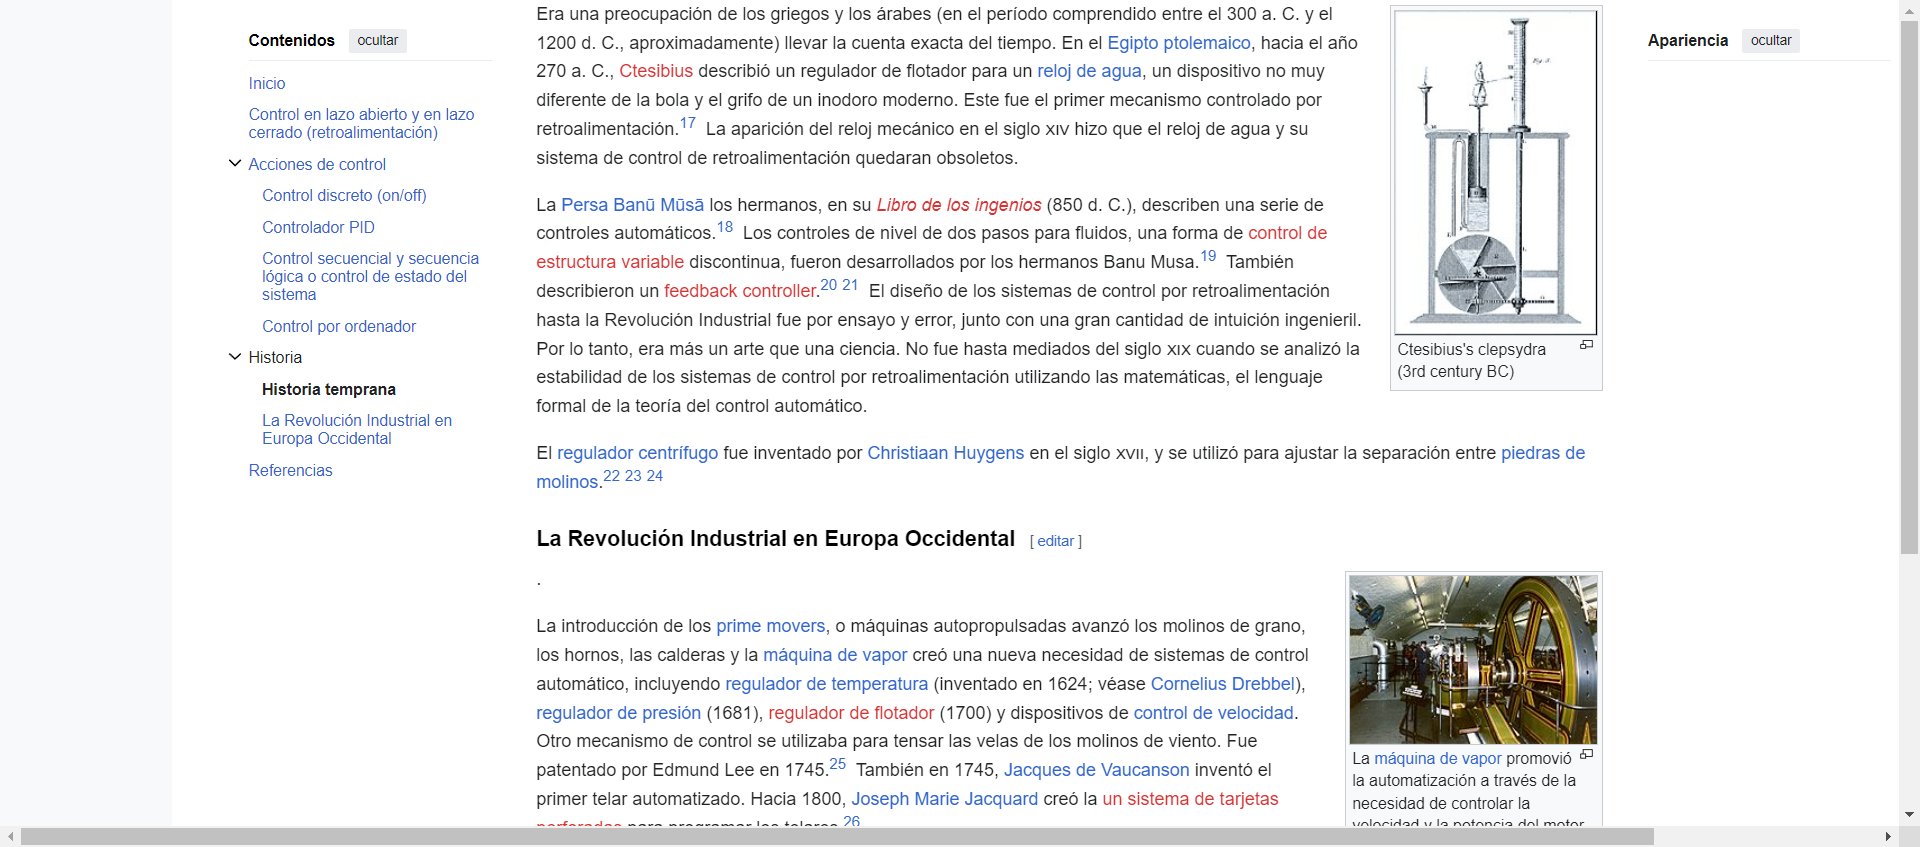 Contenidos ocultar
Inicio
Control en lazo abierto y en lazo
cerrado (retroalimentación)
Acciones de control
Control discreto (on/off)
Controlador PID
Control secuencial y secuencia
lógica o control de estado del
sistema
Control por ordenador
Historia
Historia temprana
La Revolución Industrial en
Europa Occidental
Referencias
Era una preocupación de los griegos y los árabes (en el período comprendido entre el 300 a. C. y el
1200 d. C., aproximadamente) llevar la cuenta exacta del tiempo. En el Egipto ptolemaico, hacia el año
270 a. C., Ctesibius describió un regulador de flotador para un reloj de agua, un dispositivo no muy
diferente de la bola y el grifo de un inodoro moderno. Este fue el primer mecanismo controlado por
retroalimentación.17 La aparición del reloj mecánico en el siglo XIV hizo que el reloj de agua y su
sistema de control de retroalimentación quedaran obsoletos.
La Persa Banū Mūsā los hermanos, en su Libro de los ingenios (850 d. C.), describen una serie de
controles automáticos.18 Los controles de nivel de dos pasos para fluidos, una forma de control de
estructura variable discontinua, fueron desarrollados por los hermanos Banu Musa.19 También
describieron un feedback controller.20 21 El diseño de los sistemas de control por retroalimentación
hasta la Revolución Industrial fue por ensayo y error, junto con una gran cantidad de intuición ingenieril.
Por lo tanto, era más un arte que una ciencia. No fue hasta mediados del siglo XIX cuando se analizó la
estabilidad de los sistemas de control por retroalimentación utilizando las matemáticas, el lenguaje
formal de la teoría del control automático.
El regulador centrífugo fue inventado por Christiaan Huygens en el siglo XVII, y se utilizó para ajustar la separación entre piedras de
molinos.22 23 24
La Revolución Industrial en Europa Occidental [ editar ]
.
La introducción de los prime movers, o máquinas autopropulsadas avanzó los molinos de grano,
los hornos, las calderas y la máquina de vapor creó una nueva necesidad de sistemas de control
automático, incluyendo regulador de temperatura (inventado en 1624; véase Cornelius Drebbel),
regulador de presión (1681), regulador de flotador (1700) y dispositivos de control de velocidad.
Otro mecanismo de control se utilizaba para tensar las velas de los molinos de viento. Fue
patentado por Edmund Lee en 1745.25 También en 1745, Jacques de Vaucanson inventó el
primer telar automatizado. Hacia 1800, Joseph Marie Jacquard creó la un sistema de tarjetas
perforadas para programar los telares.26
Ctesibius's clepsydra
(3rd century BC)
La máquina de vapor promovió
la automatización a través de la
necesidad de controlar la
velocidad y la potencia del motor
Apariencia ocultar